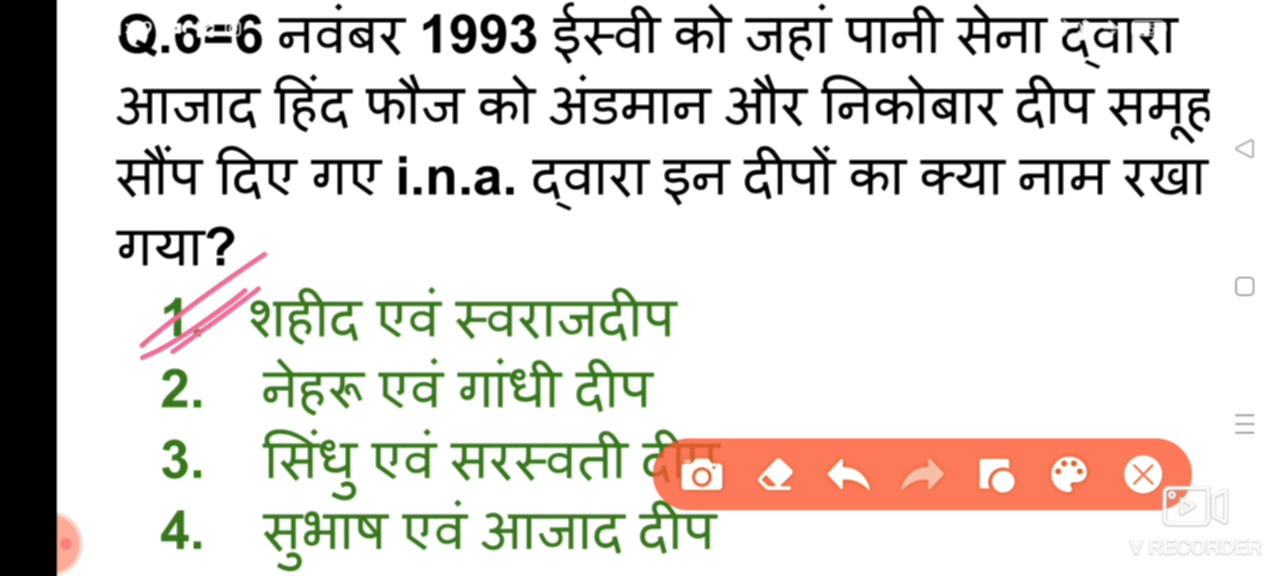 Q.6=6 नवंबर 1993 ईस्वी को जहां पानी सेना द्वारा
आजाद हिंद फौज को अंडमान और निकोबार दीप समूह
सौंप दिए गए i.n.a. द्वारा इन दीपों का क्या नाम रखा
गया?
1. शहीद एवं स्वराजदीप
2. नेहरू एवं गांधी दीप
3. सिंधु एवं सरस्वती दीप
4. सुभाष एवं आजाद दीप
V RECORDER